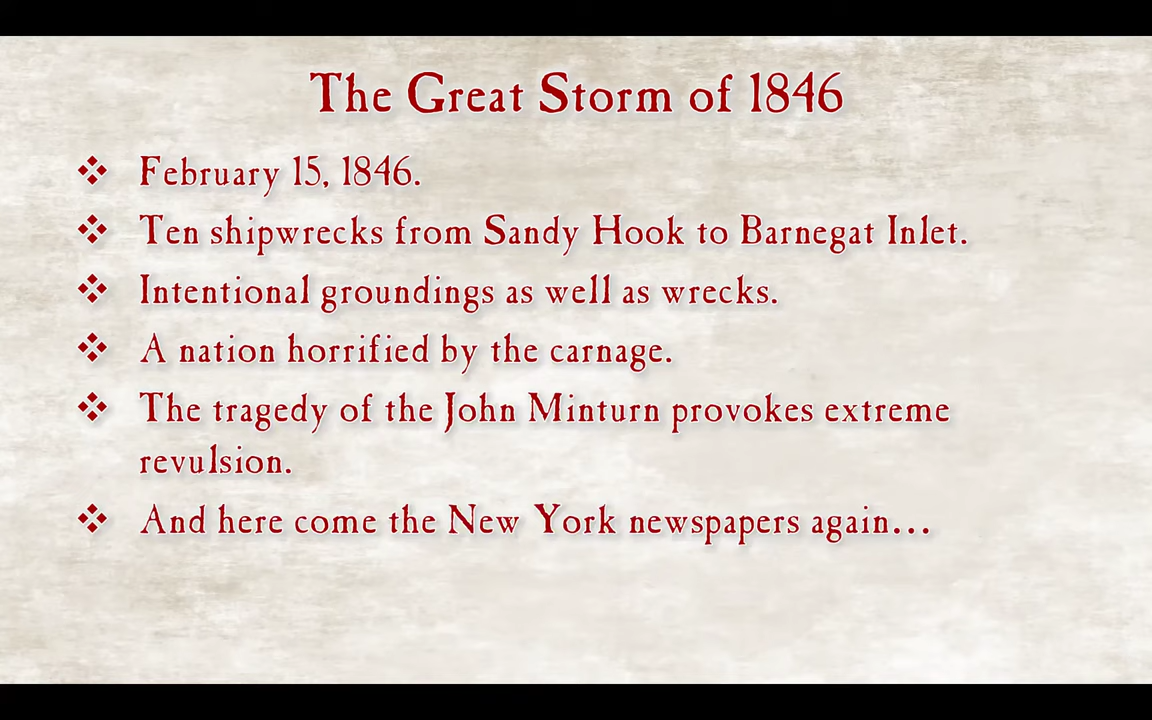 The Great Storm of 1846
❖ February 15, 1846.
❖ Ten shipwrecks from Sandy Hook to Barnegat Inlet.
❖ Intentional groundings as well as wrecks.
❖ A nation horrified by the carnage.
❖ The tragedy of the John Minturn provokes extreme
revulsion.
❖ And here come the New York newspapers again…